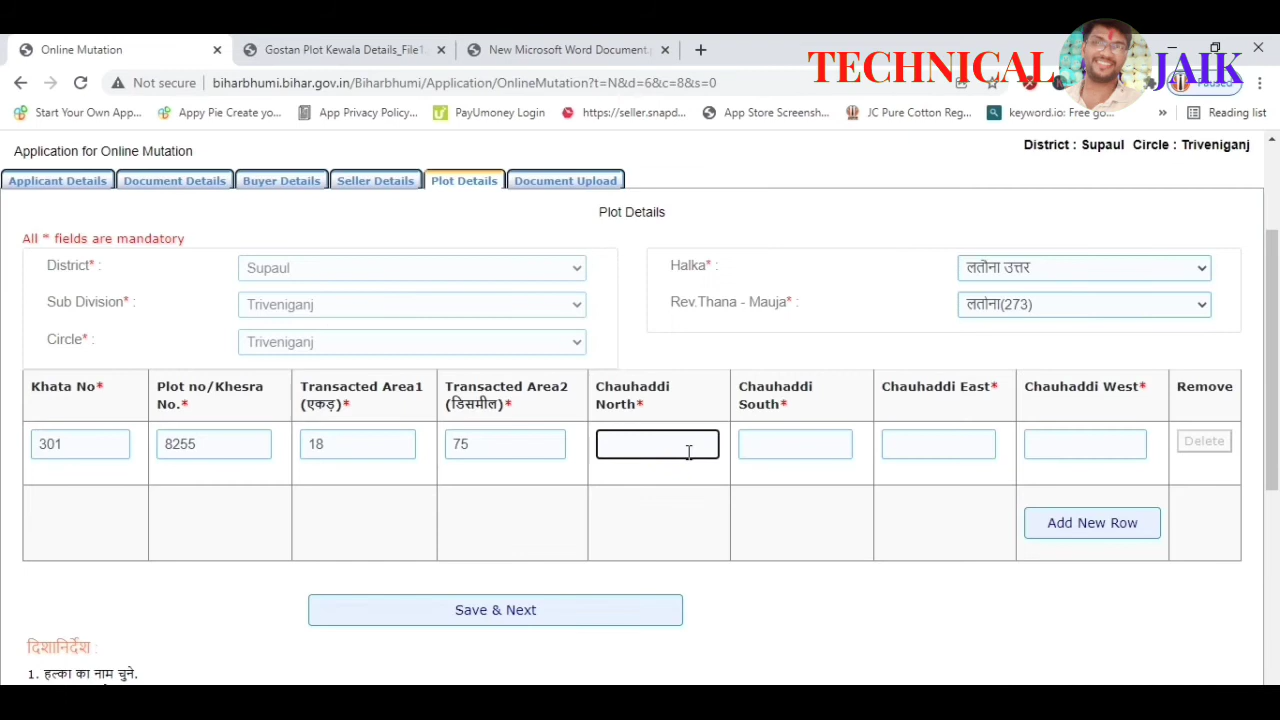 Online Mutation
Gostan Plot Kewala Details_File1.
New Microsoft Word Document.p
TECHNICAL JAIK
Not secure
biharbhumi.bihar.gov.in/Biharbhumi/Application/OnlineMutation?t=N&d=6&c=8&s=0
Paused
Start Your Own App...
Appy Pie Create yo...
App Privacy Policy...
PayUmoney Login
https://seller.snapd...
App Store Screensh...
JC Pure Cotton Reg...
keyword.io: Free go...
»
Reading list
Application for Online Mutation
District : Supaul Circle : Triveniganj
Applicant Details
Document Details
Buyer Details
Seller Details
Plot Details
Document Upload
Plot Details
All * fields are mandatory
District* :
Supaul
Halka* :
लतौना उत्तर
Sub Division* :
Triveniganj
Rev.Thana - Mauja* :
लतोना(273)
Circle* :
Triveniganj
Khata No*
Plot no/Khesra No.*
Transacted Area1 (एकड़)*
Transacted Area2 (डिसमील)*
Chauhaddi North*
Chauhaddi South*
Chauhaddi East*
Chauhaddi West*
Remove
301
8255
18
75
Delete
Add New Row
Save & Next
दिशानिर्देश :
1. हल्का का नाम चुने.